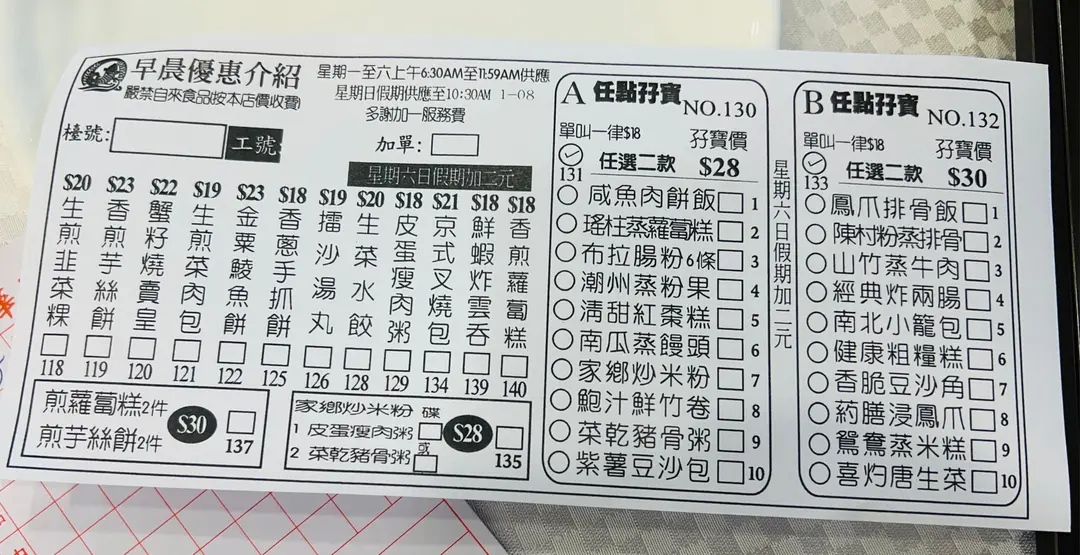 早晨優惠介紹
嚴禁自來食品(按本店價收費)
星期一至六上午6:30AM至11:59AM供應
星期日假期供應至10:30AM 1-08
多謝加一服務費
檯號: 工號:
加單:
星期六日假期加二元
$20 生煎韭菜粿 118
$23 香煎芋絲餅 119
$22 蟹籽燒賣皇 120
$19 生煎菜肉包 121
$23 金粟鯪魚餅 122
$18 香蔥手抓餅 125
$19 擂沙湯丸 126
$20 生菜水餃 128
$18 皮蛋瘦肉粥 129
$21 京式叉燒包 134
$18 鮮蝦炸雲吞 139
$18 香煎蘿蔔糕 140
煎蘿蔔糕2件
煎芋絲餅2件
$30
137
家鄉炒米粉 碟
1 皮蛋瘦肉粥
或
2 菜乾豬骨粥
$28
135
A 任點孖寶 NO.130
單叫一律$18 孖寶價
131 任選二款 $28
咸魚肉餅飯 1
瑤柱蒸蘿蔔糕 2
布拉腸粉6條 3
潮州蒸粉果 4
清甜紅棗糕 5
南瓜蒸饅頭 6
家鄉炒米粉 7
鮑汁鮮竹卷 8
菜乾豬骨粥 9
紫薯豆沙包 10
星期六日假期加二元
B 任點孖寶 NO.132
單叫一律$18 孖寶價
133 任選二款 $30
鳳爪排骨飯 1
陳村粉蒸排骨 2
山竹蒸牛肉 3
經典炸兩腸 4
南北小籠包 5
健康粗糧糕 6
香脆豆沙角 7
葯膳浸鳳爪 8
鴛鴦蒸米糕 9
喜灼唐生菜 10